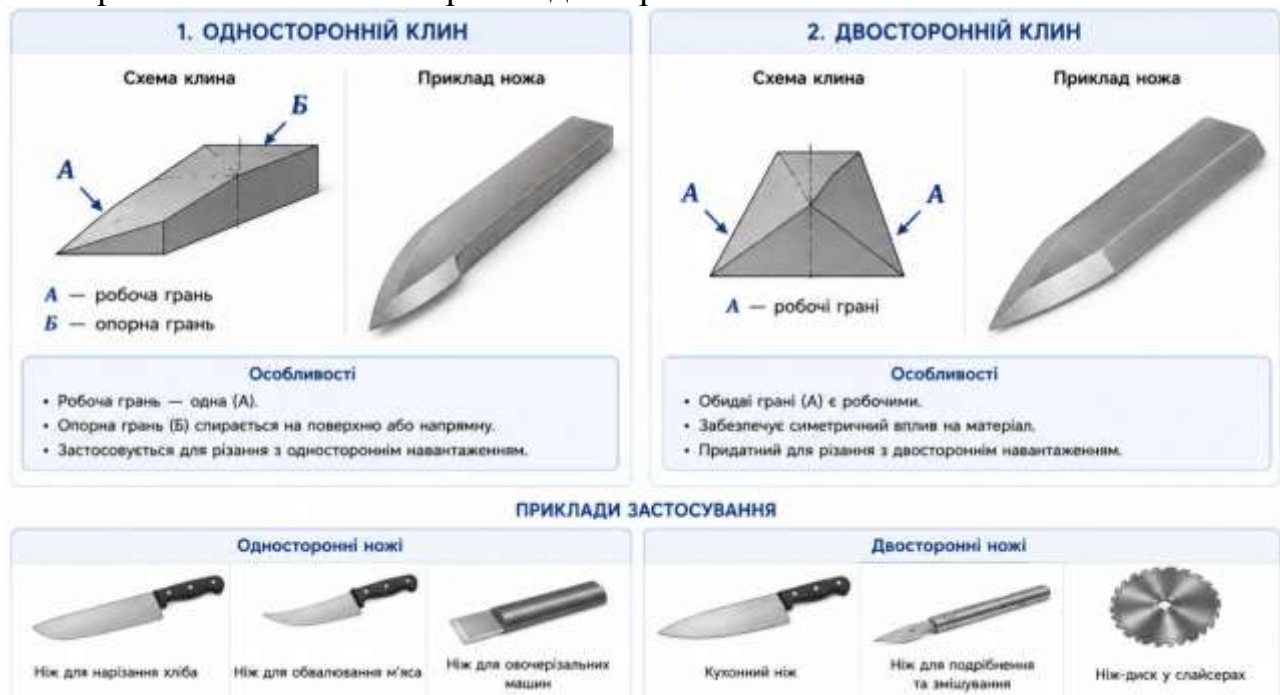 1. ОДНОСТОРОННІЙ КЛИН
Схема клина
Приклад ножа
Б
А
А — робоча грань
Б — опорна грань
Особливості
• Робоча грань — одна (А).
• Опорна грань (Б) спирається на поверхню або напрямну.
• Застосовується для різання з одностороннім навантаженням.
2. ДВОСТОРОННІЙ КЛИН
Схема клина
Приклад ножа
А
А
А — робочі грані
Особливості
• Обидві грані (А) є робочими.
• Забезпечує симетричний вплив на матеріал.
• Придатний для різання з двостороннім навантаженням.
ПРИКЛАДИ ЗАСТОСУВАННЯ
Односторонні ножі
Ніж для нарізання хліба
Ніж для обвалювання м'яса
Ніж для овочерізальних
машин
Двосторонні ножі
Кухонний ніж
Ніж для подрібнення
та змішування
Ніж-диск у слайсерах